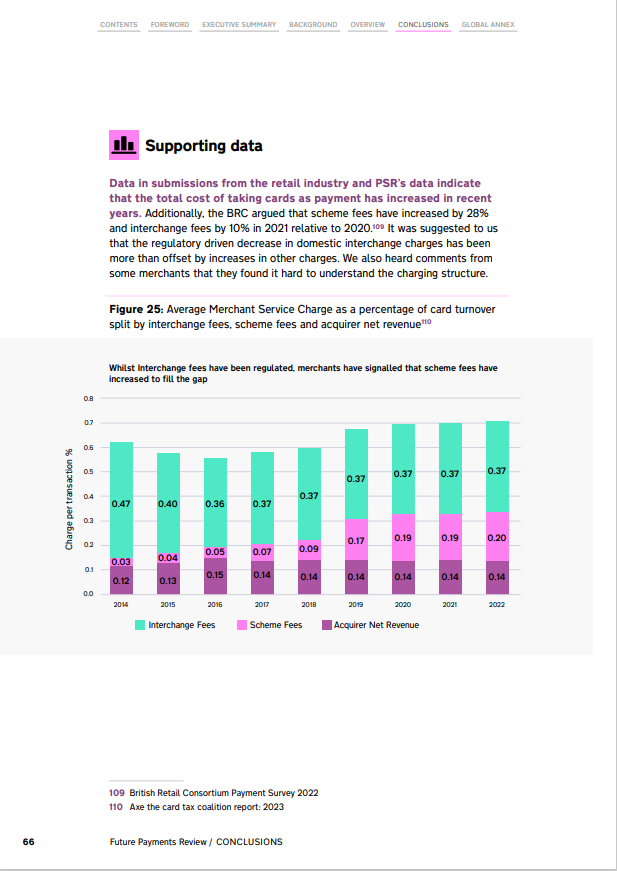 CONTENTS FOREWORD EXECUTIVE SUMMARY BACKGROUND OVERVIEW CONCLUSIONS GLOBAL ANNEX
Supporting data
Data in submissions from the retail industry and PSR's data indicate
that the total cost of taking cards as payment has increased in recent
years. Additionally, the BRC argued that scheme fees have increased by 28%
and interchange fees by 10% in 2021 relative to 2020.109 It was suggested to us
that the regulatory driven decrease in domestic interchange charges has been
more than offset by increases in other charges. We also heard comments from
some merchants that they found it hard to understand the charging structure.
Figure 25: Average Merchant Service Charge as a percentage of card turnover
split by interchange fees, scheme fees and acquirer net revenue110
Whilst Interchange fees have been regulated, merchants have signalled that scheme fees have
increased to fill the gap
Charge per transaction %
0.8
0.7
0.6
0.5
0.4
0.3
0.2
0.1
0.0
0.47 0.40 0.36 0.37 0.37 0.37 0.37 0.37 0.37
0.03 0.04 0.05 0.07 0.09 0.17 0.19 0.19 0.20
0.12 0.13 0.15 0.14 0.14 0.14 0.14 0.14 0.14
2014 2015 2016 2017 2018 2019 2020 2021 2022
Interchange Fees Scheme Fees Acquirer Net Revenue
109 British Retail Consortium Payment Survey 2022
110 Axe the card tax coalition report: 2023
66 Future Payments Review / CONCLUSIONS